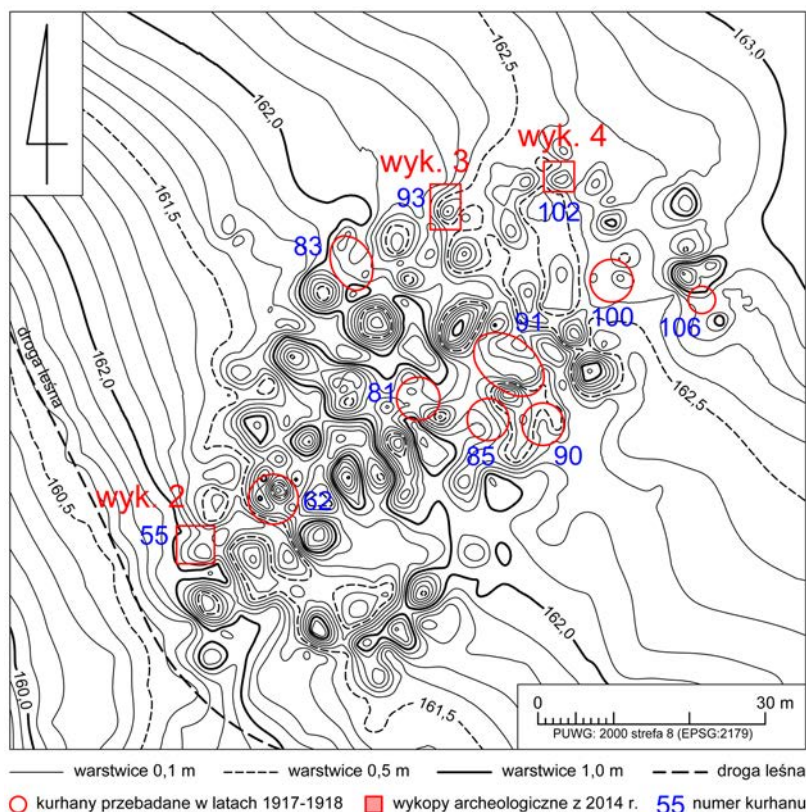 162,5
163,0
162,0
wyk. 4
wyk. 3
93
102
161,5
83
droga leśna
91
100
106
162,0
81
162,5
85
90
160,5
wyk. 2
62
55
162,0
160,0
161,5
0 30 m
PUWG: 2000 strefa 8 (EPSG:2179)
warstwice 0,1 m warstwice 0,5 m warstwice 1,0 m droga leśna
kurhany przebadane w latach 1917-1918 wykopy archeologiczne z 2014 r. 55 numer kurhanu